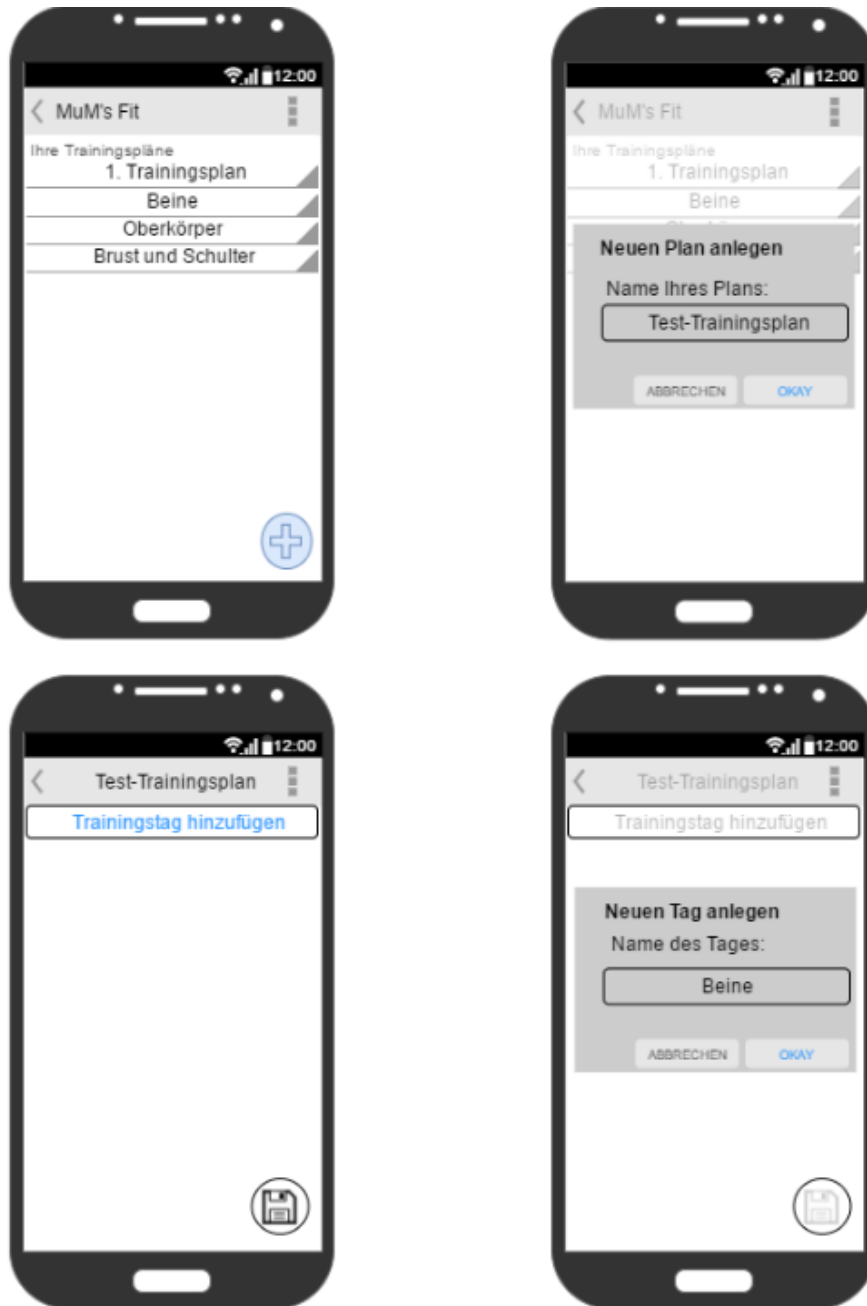 12:00
MuM's Fit
Ihre Trainingspläne
1. Trainingsplan
Beine
Oberkörper
Brust und Schulter
12:00
MuM's Fit
Ihre Trainingspläne
1. Trainingsplan
Beine
Neuen Plan anlegen
Name Ihres Plans:
Test-Trainingsplan
ABBRECHEN OKAY
12:00
Test-Trainingsplan
Trainingstag hinzufügen
12:00
Test-Trainingsplan
Trainingstag hinzufügen
Neuen Tag anlegen
Name des Tages:
Beine
ABBRECHEN OKAY